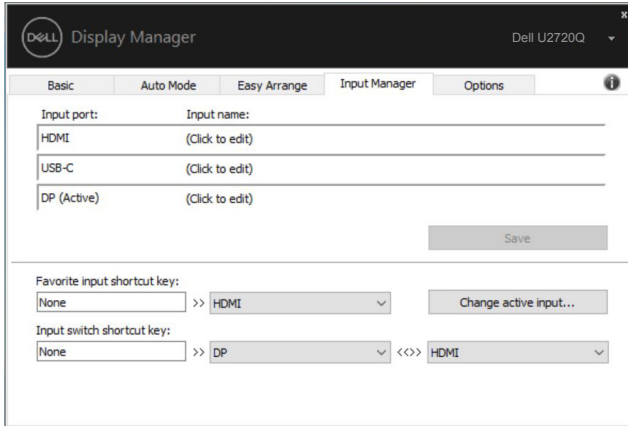 x
DELL Display Manager Dell U2720Q
Basic Auto Mode Easy Arrange Input Manager Options i
Input port: Input name:
HDMI (Click to edit)
USB-C (Click to edit)
DP (Active) (Click to edit)
Save
Favorite input shortcut key:
None >> HDMI Change active input...
Input switch shortcut key:
None >> DP <<>> HDMI